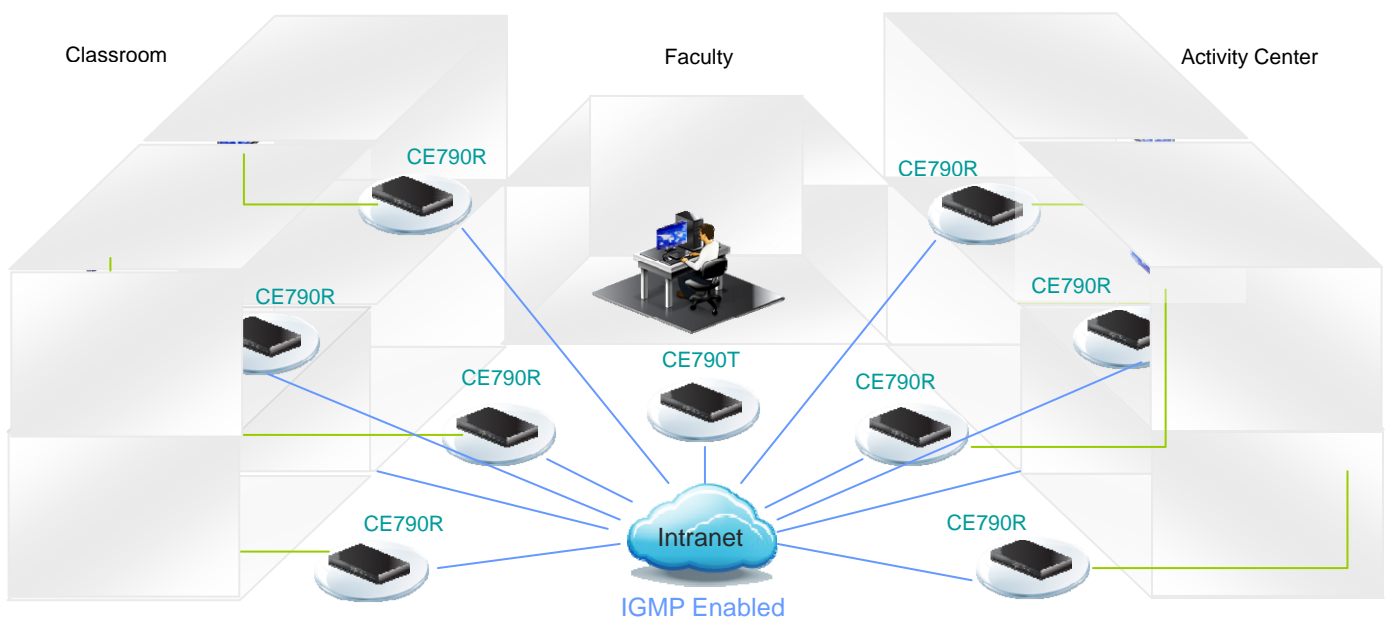 Classroom
Faculty
Activity Center
CE790R
CE790R
CE790R
CE790R
CE790T
CE790R
CE790R
CE790R
CE790R
Intranet
IGMP Enabled